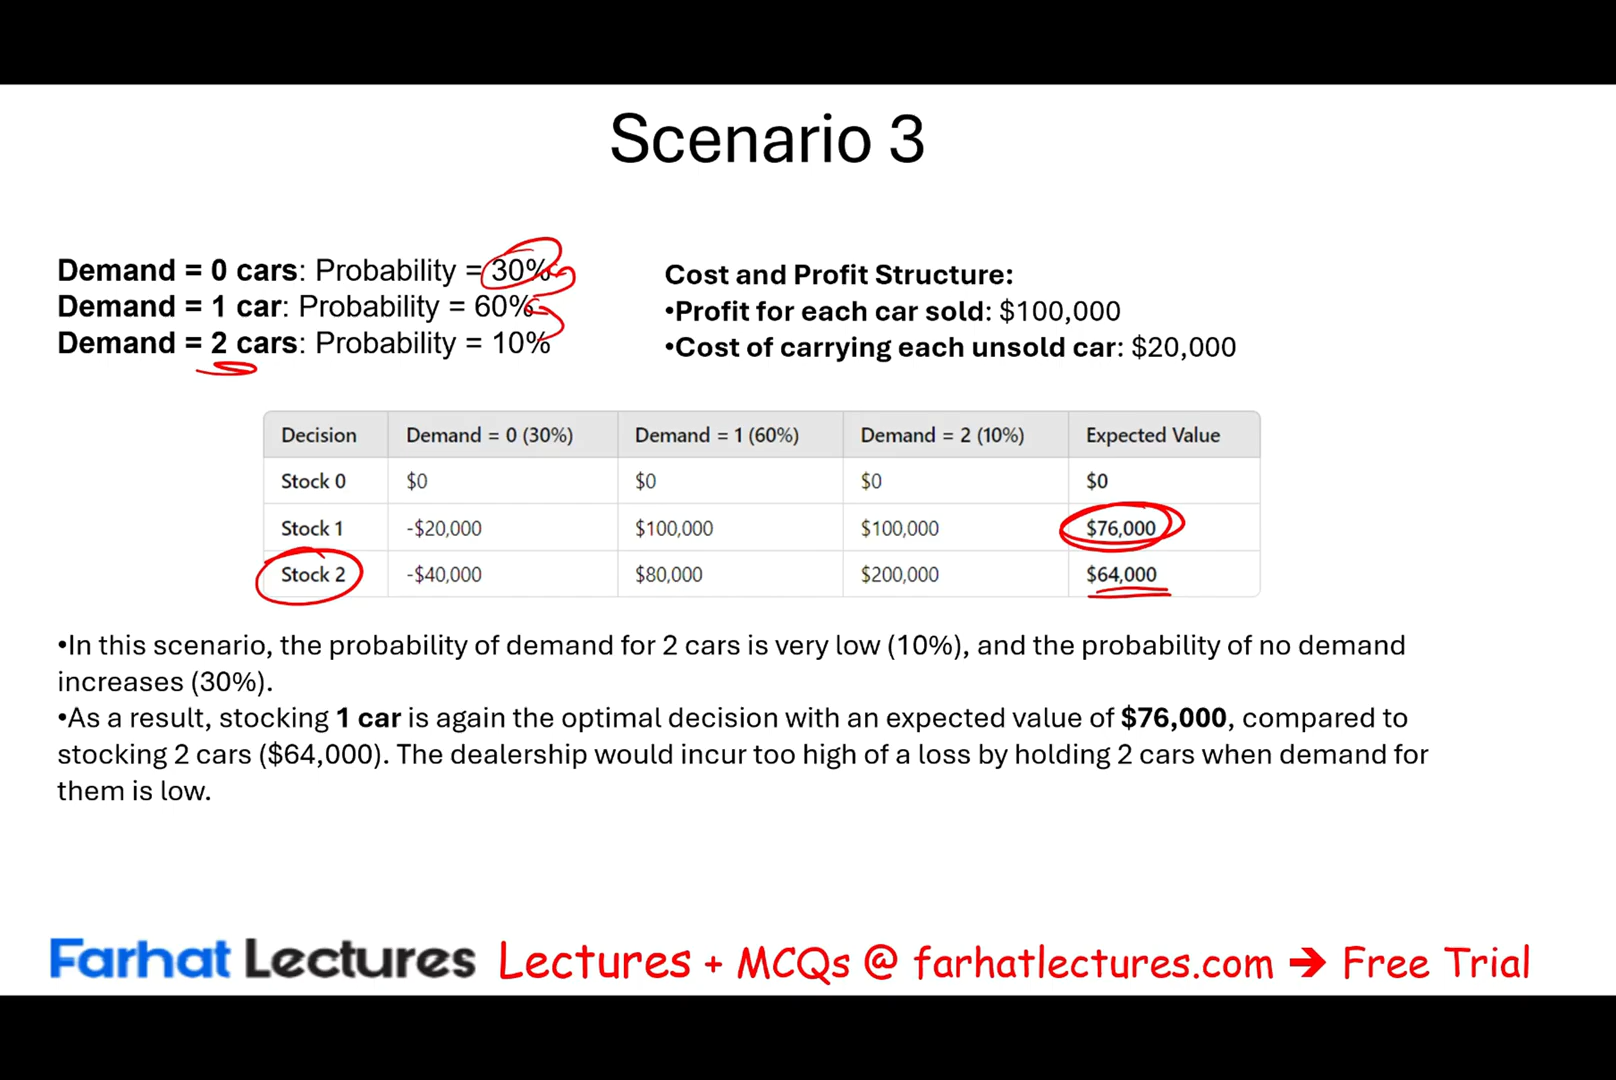 Scenario 3
Demand = 0 cars: Probability = 30%
Demand = 1 car: Probability = 60%
Demand = 2 cars: Probability = 10%
Cost and Profit Structure:
•Profit for each car sold: $100,000
•Cost of carrying each unsold car: $20,000
Decision Demand = 0 (30%) Demand = 1 (60%) Demand = 2 (10%) Expected Value
Stock 0 $0 $0 $0 $0
Stock 1 -$20,000 $100,000 $100,000 $76,000
Stock 2 -$40,000 $80,000 $200,000 $64,000
•In this scenario, the probability of demand for 2 cars is very low (10%), and the probability of no demand
increases (30%).
•As a result, stocking 1 car is again the optimal decision with an expected value of $76,000, compared to
stocking 2 cars ($64,000). The dealership would incur too high of a loss by holding 2 cars when demand for
them is low.
Farhat Lectures Lectures + MCQs @ farhatlectures.com → Free Trial